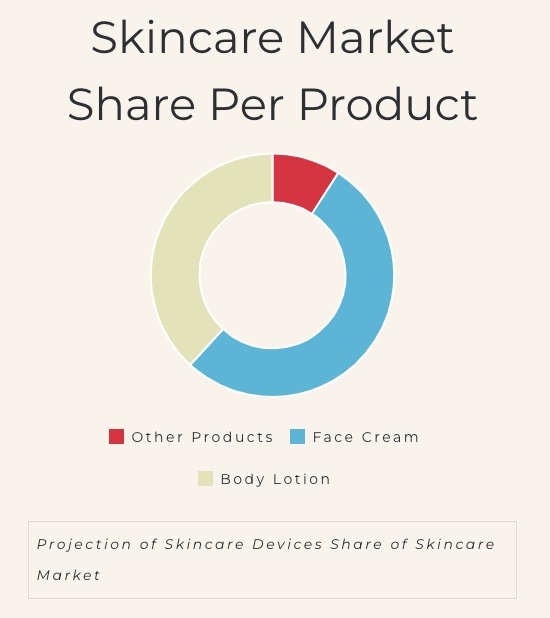 Skincare Market
Share Per Product
Other Products Face Cream
Body Lotion
Projection of Skincare Devices Share of Skincare
Market